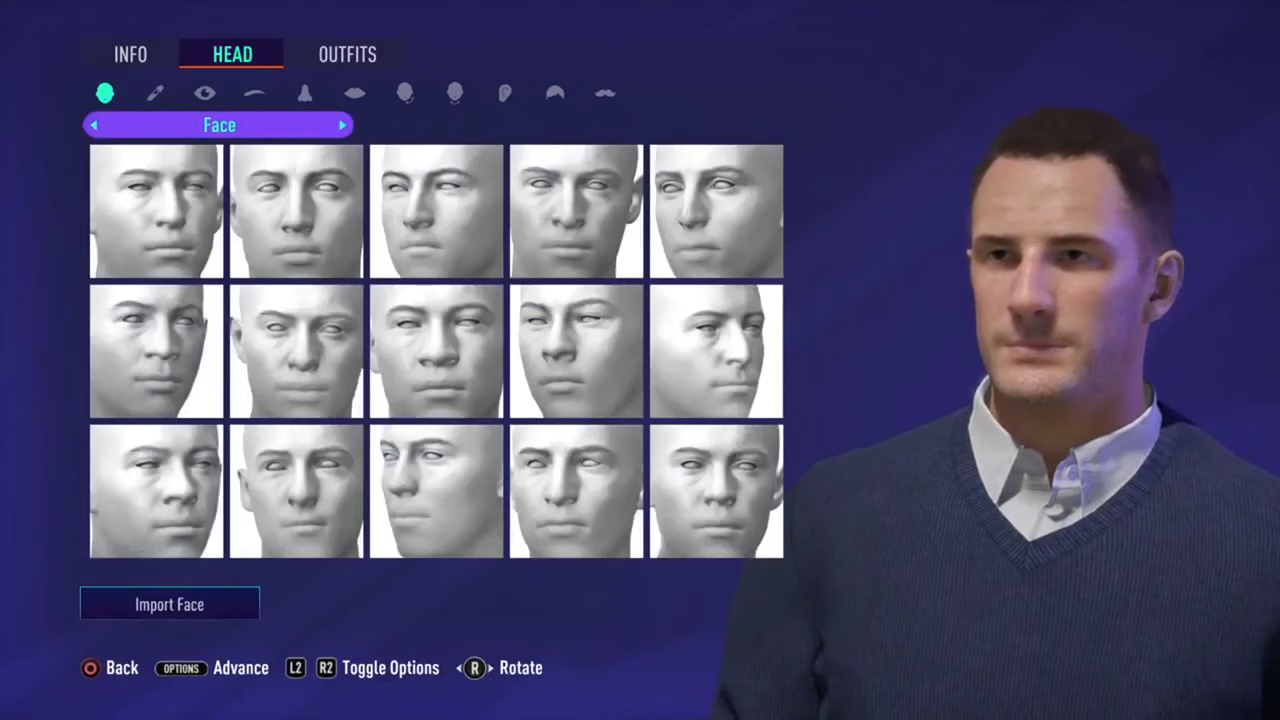 INFO HEAD OUTFITS
Face
Import Face
Back OPTIONS Advance L2 R2 Toggle Options R Rotate